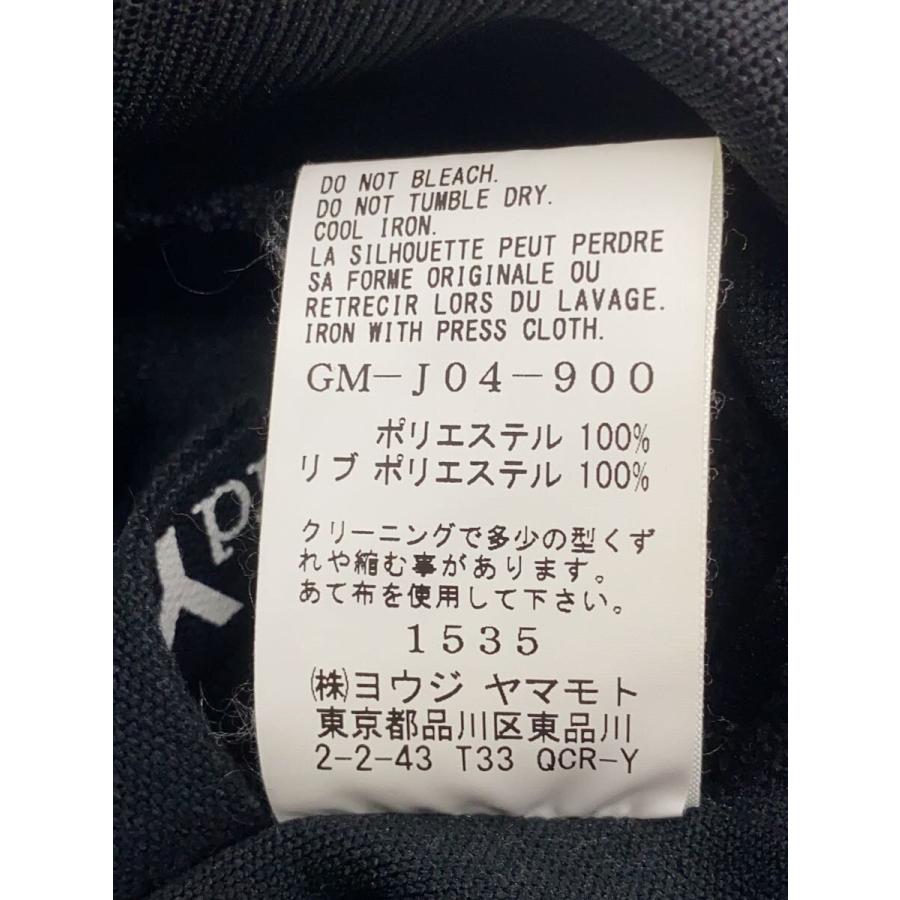 DO NOT BLEACH.
DO NOT TUMBLE DRY.
COOL IRON.
LA SILHOUETTE PEUT PERDRE
SA FORME ORIGINALE OU
RETRECIR LORS DU LAVAGE.
IRON WITH PRESS CLOTH.
GM-J04-900
ポリエステル 100%
リブ ポリエステル 100%
クリーニングで多少の型くず
れや縮む事があります。
あて布を使用して下さい。
1535
㈱ヨウジ ヤマモト
東京都品川区東品川
2-2-43 T33 QCR-Y